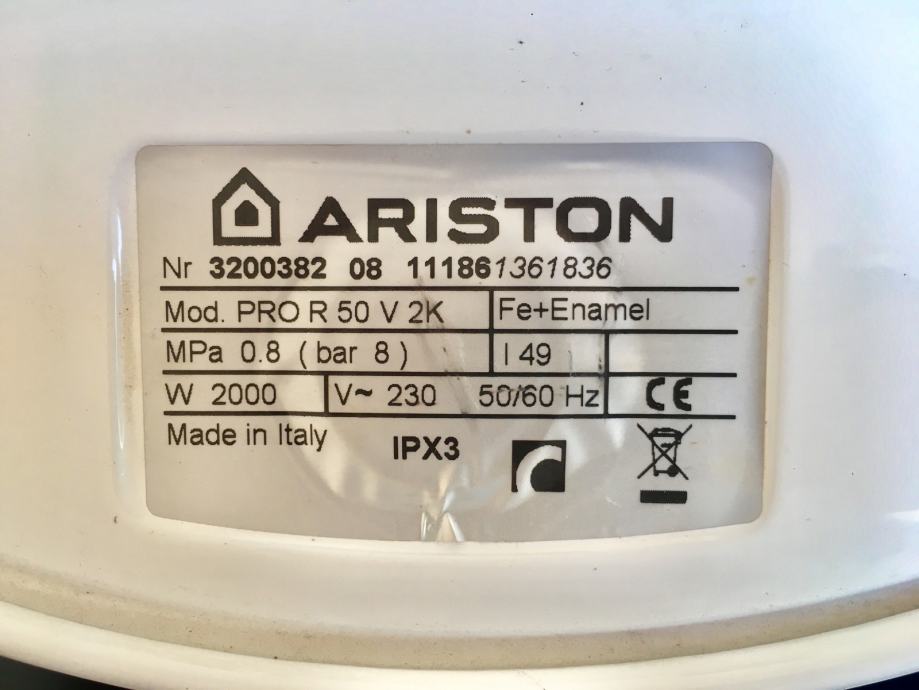 ARISTON
Nr 3200382 08 111861361836
Mod. PRO R 50 V 2K Fe+Enamel
MPa 0.8 ( bar 8 ) l 49
W 2000 V~ 230 50/60 Hz CE
Made in Italy IPX3